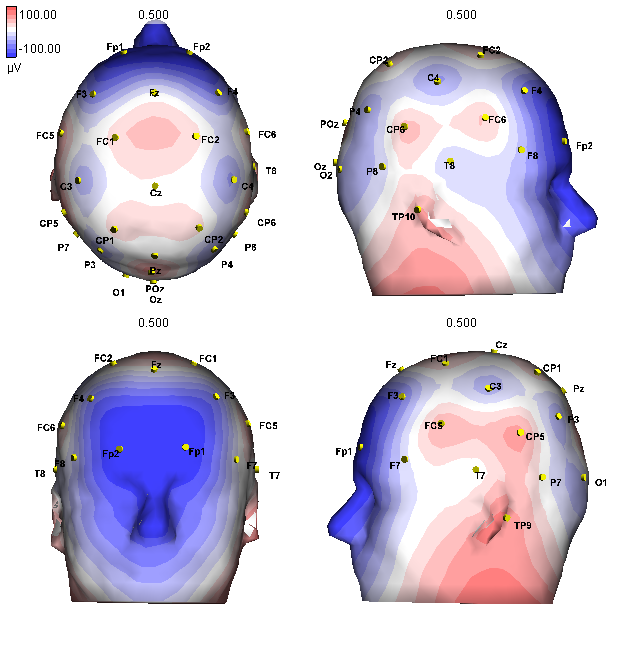 100.00
-100.00
µV
0.500
Fp1 Fp2
F3 Fz F4
FC5 FC1 FC2 FC6
T8
C3 Cz C4
CP5 CP1 CP2 CP6
P7 P8
P3 Pz P4
O1 POz
Oz
0.500
CP2 FC2
C4 F4
P4 FC6
POz CP6 Fp2
F8
Oz P8 T8
O2
TP10
0.500
FC2 Fz FC1
F4 F3
FC6 FC5
Fp2 Fp1
F8 F7
T8 T7
0.500
Cz
Fz FC1 CP1
F3 C3 Pz
FC5 P3
Fp1 CP5
F7 T7 P7 O1
TP9